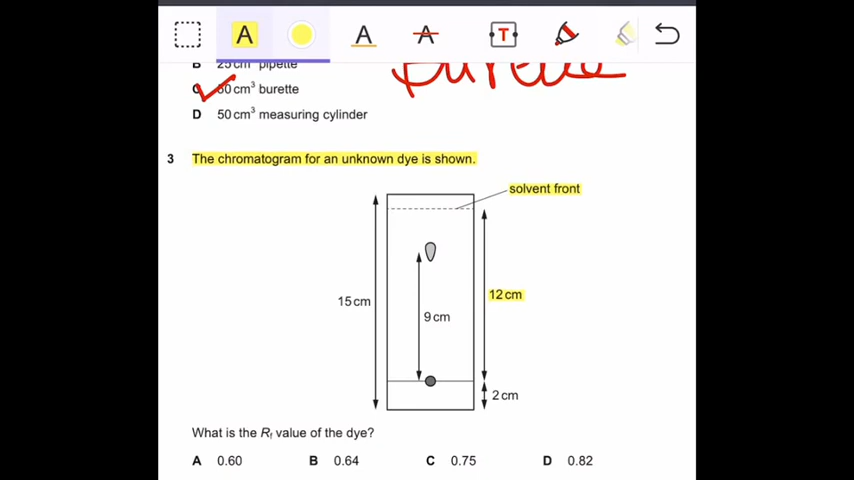 A A A T
B 25 cm³ pipette
Burette
C 50 cm³ burette
D 50 cm³ measuring cylinder
3 The chromatogram for an unknown dye is shown.
solvent front
12 cm
15 cm
9 cm
2 cm
What is the Rf value of the dye?
A 0.60 B 0.64 C 0.75 D 0.82